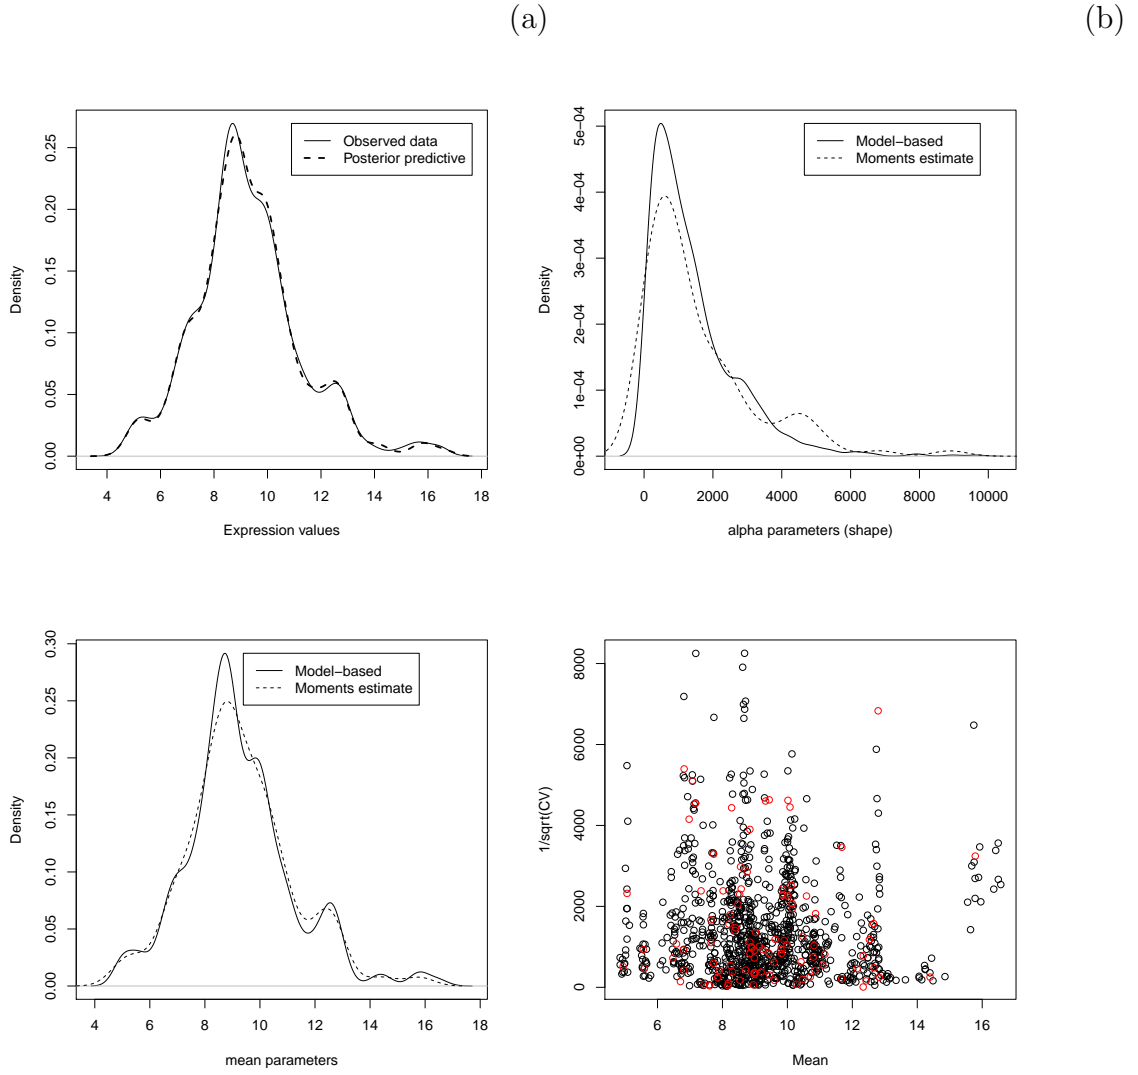 (a)
(b)
Observed data
Posterior predictive
Density
0.00 0.05 0.10 0.15 0.20 0.25
4 6 8 10 12 14 16 18
Expression values
Model−based
Moments estimate
Density
0e+00 1e−04 2e−04 3e−04 4e−04 5e−04
0 2000 4000 6000 8000 10000
alpha parameters (shape)
Model−based
Moments estimate
Density
0.00 0.05 0.10 0.15 0.20 0.25 0.30
4 6 8 10 12 14 16 18
mean parameters
1/sqrt(CV)
0 2000 4000 6000 8000
6 8 10 12 14 16
Mean